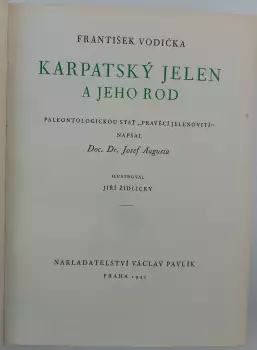 FRANTIŠEK VODIČKA
KARPATSKÝ JELEN
A JEHO ROD
PALEONTOLOGICKOU STAŤ „PRAVĚCÍ JELENOVITÍ“
NAPSAL
Doc. Dr. Josef Augusta
ILUSTROVAL
JIŘÍ ŽIDLICKÝ
NAKLADATELSTVÍ VÁCLAV PAVLÍK
PRAHA